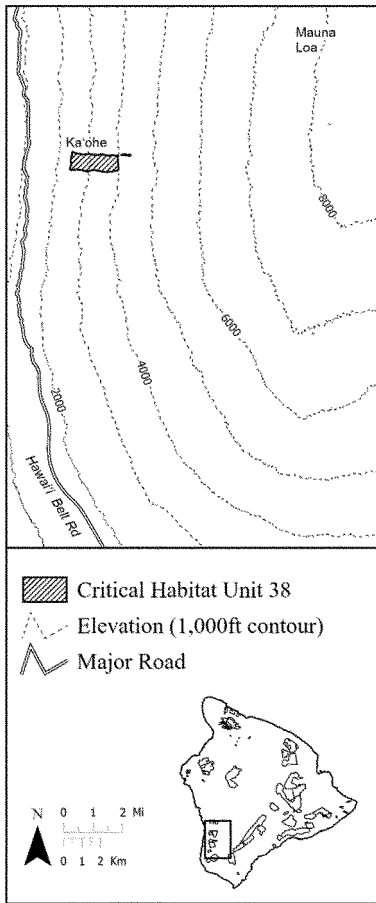 Mauna
Loa
Ka'ohe
8000
6000
4000
2000
Hawai'i Belt Rd
Critical Habitat Unit 38
Elevation (1,000ft contour)
Major Road
N
0 1 2 Mi
0 1 2 Km